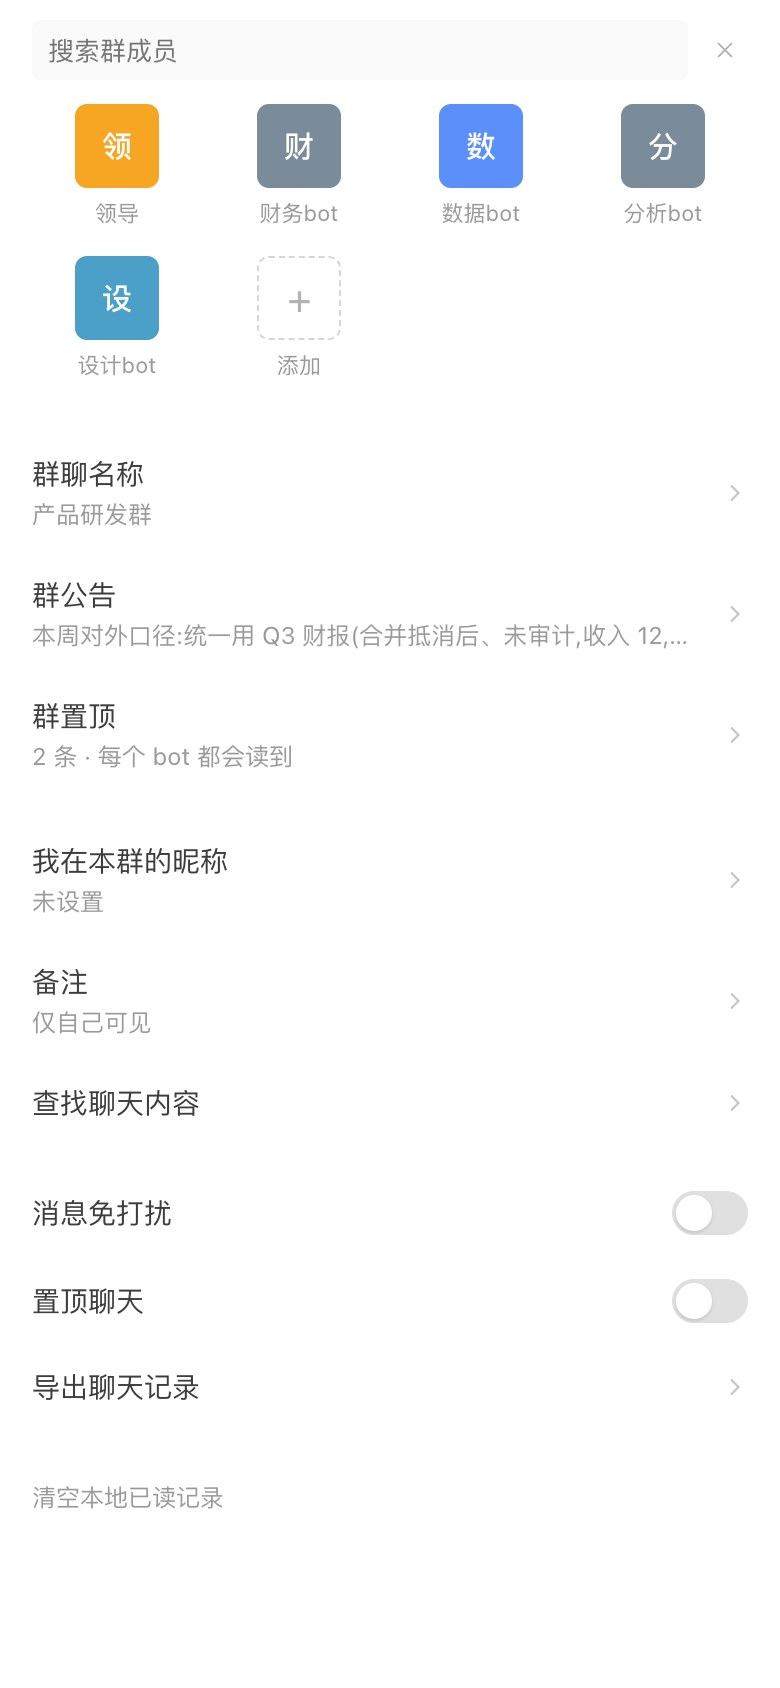 搜索群成员
领 财 数 分
领导 财务bot 数据bot 分析bot
设 +
设计bot 添加
群聊名称
产品研发群
群公告
本周对外口径:统一用 Q3 财报(合并抵消后、未审计,收入 12,...
群置顶
2 条 · 每个 bot 都会读到
我在本群的昵称
未设置
备注
仅自己可见
查找聊天内容
消息免打扰
置顶聊天
导出聊天记录
清空本地已读记录